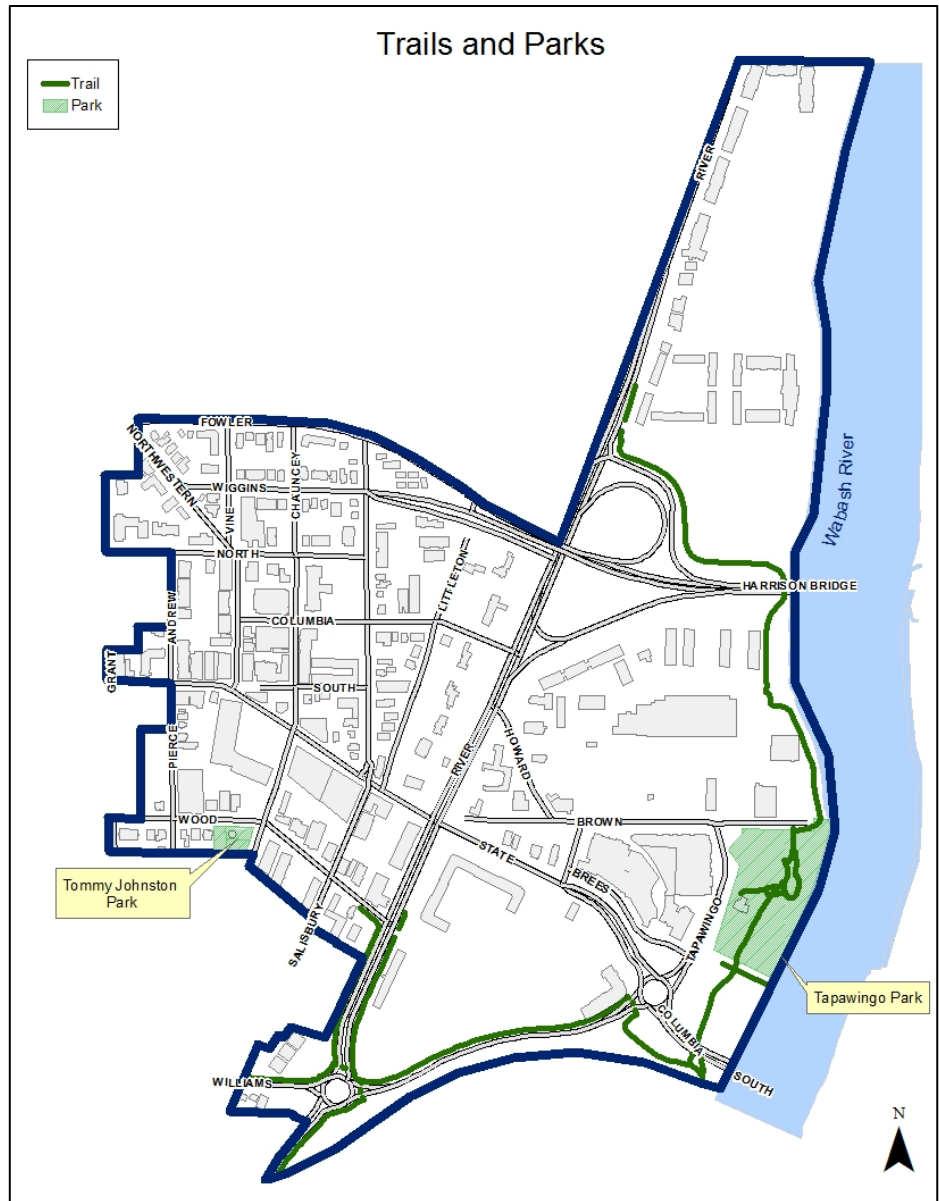 Trails and Parks
Trail
Park
RIVER
Wabash River
FOWLER
NORTHWESTERN
CHAUNCEY
WIGGINS
VINE
NORTH
LITTLETON
HARRISON BRIDGE
ANDREW
COLUMBIA
GRANT
SOUTH
PIERCE
RIVER
HOWARD
WOOD
BROWN
STATE
BREES
Tommy Johnston
Park
SALISBURY
TAPAWINGO
Tapawingo Park
COLUMBIA
WILLIAMS
SOUTH
N